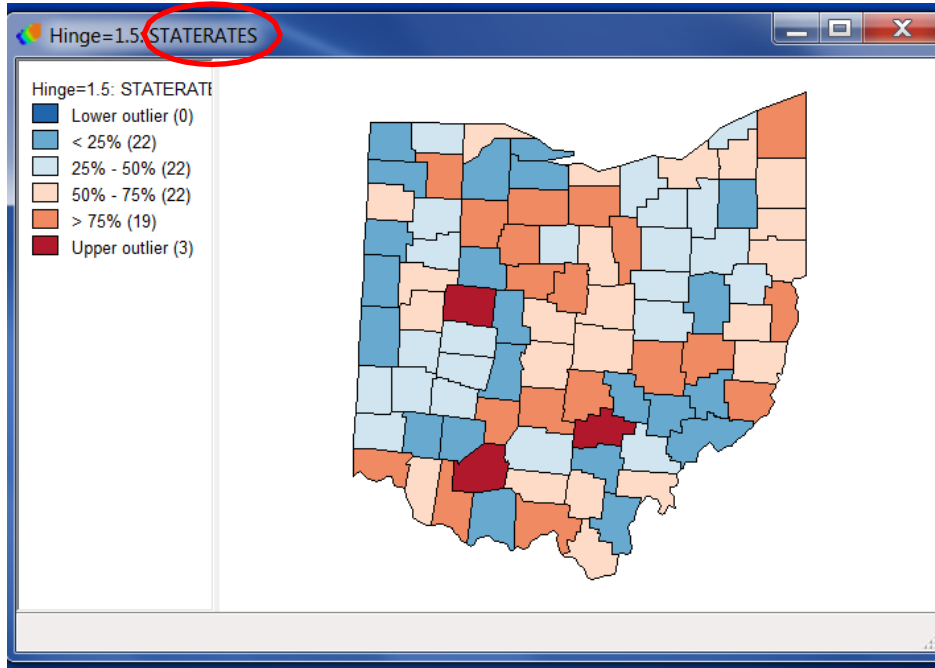 Hinge=1.5: STATERATES
Hinge=1.5: STATERATE
Lower outlier (0)
< 25% (22)
25% - 50% (22)
50% - 75% (22)
> 75% (19)
Upper outlier (3)